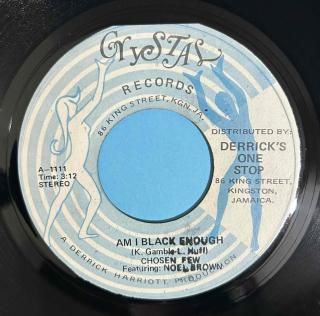 CRYSTAL
RECORDS
86 KING STREET, KGN. JA.
A-1111
Time: 3:12
STEREO
DISTRIBUTED BY:
DERRICK'S
ONE
STOP
86 KING STREET,
KINGSTON,
JAMAICA.
AM I BLACK ENOUGH
(K. Gamble-L. Huff)
CHOSEN FEW
Featuring: NOEL BROWN
A DERRICK HARRIOTT, PRODUCTION